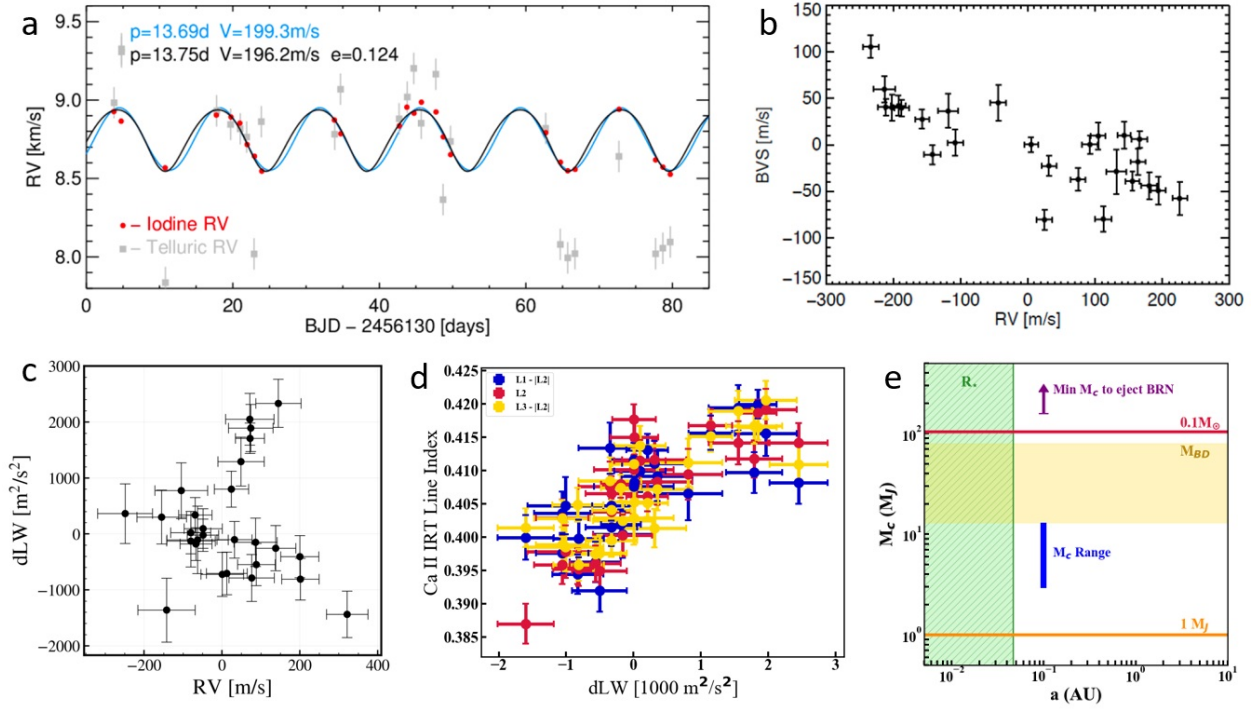 a
p=13.69d V=199.3m/s
p=13.75d V=196.2m/s e=0.124
9.5
9.0
8.5
8.0
RV [km/s]
– Iodine RV
– Telluric RV
0 20 40 60 80
BJD – 2456130 [days]
b
150
100
50
0
−50
−100
−150
BVS [m/s]
−300 −200 −100 0 100 200 300
RV [m/s]
c
3000
2000
1000
0
−1000
−2000
dLW [m²/s²]
−200 0 200 400
RV [m/s]
d
L1 - |L2|
L2
L3 - |L2|
0.425
0.420
0.415
0.410
0.405
0.400
0.395
0.390
0.385
Ca II IRT Line Index
−2 −1 0 1 2 3
dLW [1000 m²/s²]
e
R⋆
Min M𝒸 to eject BRN
0.1M⊙
M_BD
M𝒸 Range
1 M_J
10²
10¹
10⁰
M𝒸 (M_J)
10⁻² 10⁻¹ 10⁰ 10¹
a (AU)